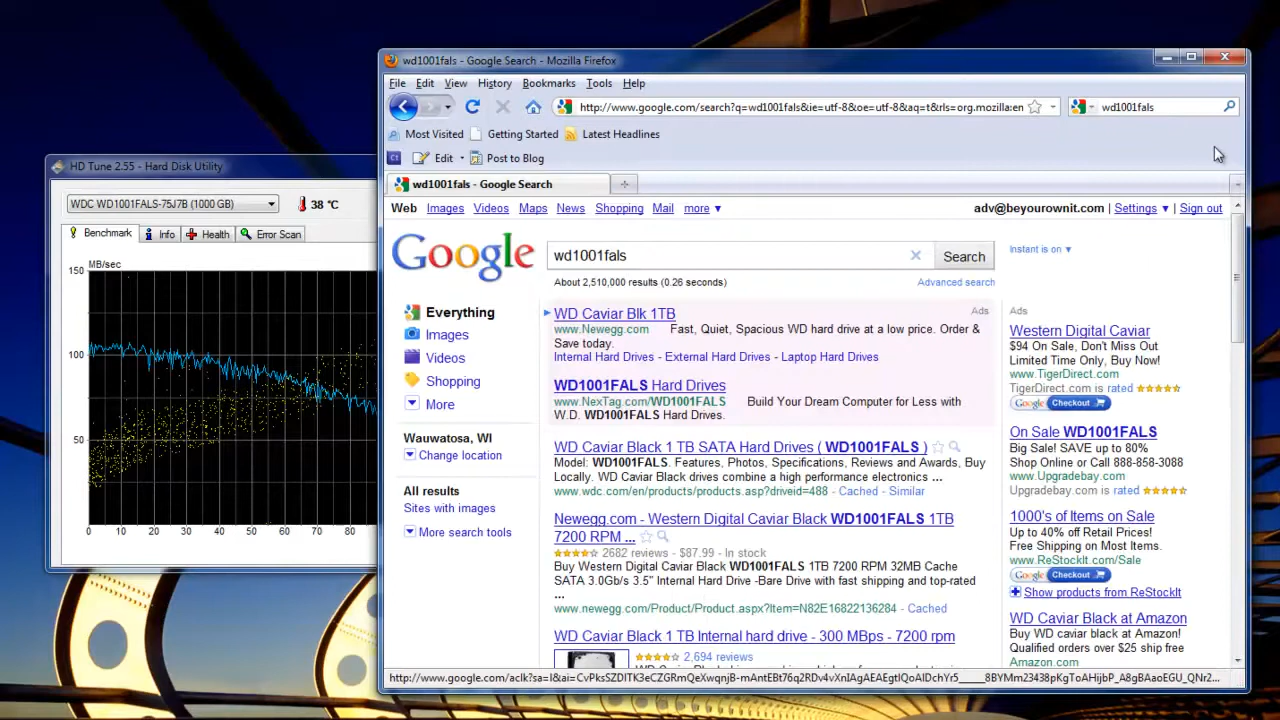 wd1001fals - Google Search - Mozilla Firefox
File Edit View History Bookmarks Tools Help
http://www.google.com/search?q=wd1001fals&ie=utf-8&oe=utf-8&aq=t&rls=org.mozilla:en
wd1001fals
Most Visited Getting Started Latest Headlines
Edit Post to Blog
wd1001fals - Google Search
HD Tune 2.55 - Hard Disk Utility
WDC WD1001FALS-75J7B (1000 GB) 38 °C
Benchmark Info Health Error Scan
MB/sec
150
100
50
0 10 20 30 40 50 60 70 80
Web Images Videos Maps News Shopping Mail more ▼
adv@beyourownit.com | Settings ▼ | Sign out
Google
wd1001fals
Search
Instant is on ▼
About 2,510,000 results (0.26 seconds)
Advanced search
Everything
Images
Videos
Shopping
More
Wauwatosa, WI
Change location
All results
Sites with images
More search tools
WD Caviar Blk 1TB
Ads
www.Newegg.com Fast, Quiet, Spacious WD hard drive at a low price. Order &
Save today.
Internal Hard Drives - External Hard Drives - Laptop Hard Drives
WD1001FALS Hard Drives
www.NexTag.com/WD1001FALS Build Your Dream Computer for Less with
W.D. WD1001FALS Hard Drives.
WD Caviar Black 1 TB SATA Hard Drives ( WD1001FALS )
Model: WD1001FALS. Features, Photos, Specifications, Reviews and Awards, Buy
Locally. WD Caviar Black drives combine a high performance electronics ...
www.wdc.com/en/products/products.asp?driveid=488 - Cached - Similar
Newegg.com - Western Digital Caviar Black WD1001FALS 1TB
7200 RPM ...
2682 reviews - $87.99 - In stock
Buy Western Digital Caviar Black WD1001FALS 1TB 7200 RPM 32MB Cache
SATA 3.0Gb/s 3.5" Internal Hard Drive -Bare Drive with fast shipping and top-rated
...
www.newegg.com/Product/Product.aspx?Item=N82E16822136284 - Cached
WD Caviar Black 1 TB Internal hard drive - 300 MBps - 7200 rpm
2,694 reviews
Ads
Western Digital Caviar
$94 On Sale, Don't Miss Out
Limited Time Only, Buy Now!
www.TigerDirect.com
TigerDirect.com is rated
Google Checkout
On Sale WD1001FALS
Big Sale! SAVE up to 80%
Shop Online or Call 888-858-3088
www.Upgradebay.com
Upgradebay.com is rated
1000's of Items on Sale
Up to 40% off Retail Prices!
Free Shipping on Most Items.
www.ReStockIt.com/Sale
Google Checkout
Show products from ReStockIt
WD Caviar Black at Amazon!
Buy WD caviar black at Amazon!
Qualified orders over $25 ship free
Amazon.com